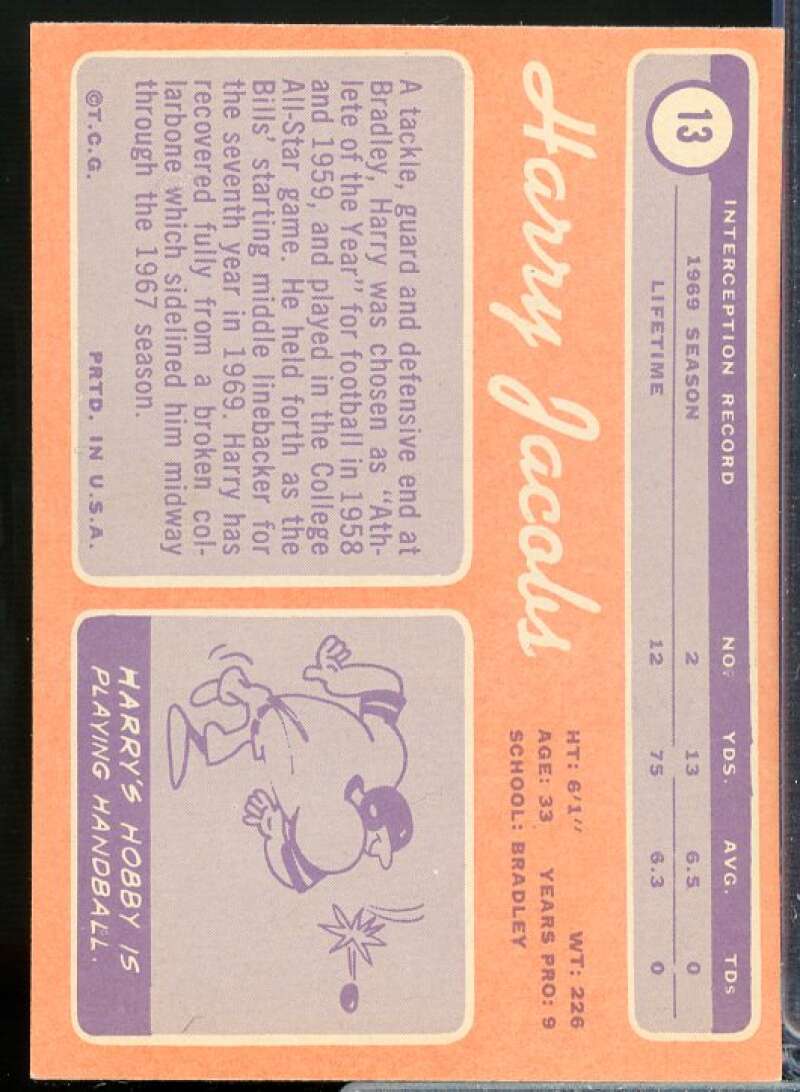 13
INTERCEPTION RECORD NO. YDS. AVG. TDs
1969 SEASON 2 13 6.5 0
LIFETIME 12 75 6.3 0
Harry Jacobs
HT: 6'1" WT: 226
AGE: 33 YEARS PRO: 9
SCHOOL: BRADLEY
A tackle, guard and defensive end at
Bradley, Harry was chosen as "Ath-
lete of the Year" for football in 1958
and 1959, and played in the College
All-Star game. He held forth as the
Bills' starting middle linebacker for
the seventh year in 1969. Harry has
recovered fully from a broken col-
larbone which sidelined him midway
through the 1967 season.
©T.C.G. PRTD. IN U.S.A.
HARRY'S HOBBY IS
PLAYING HANDBALL.